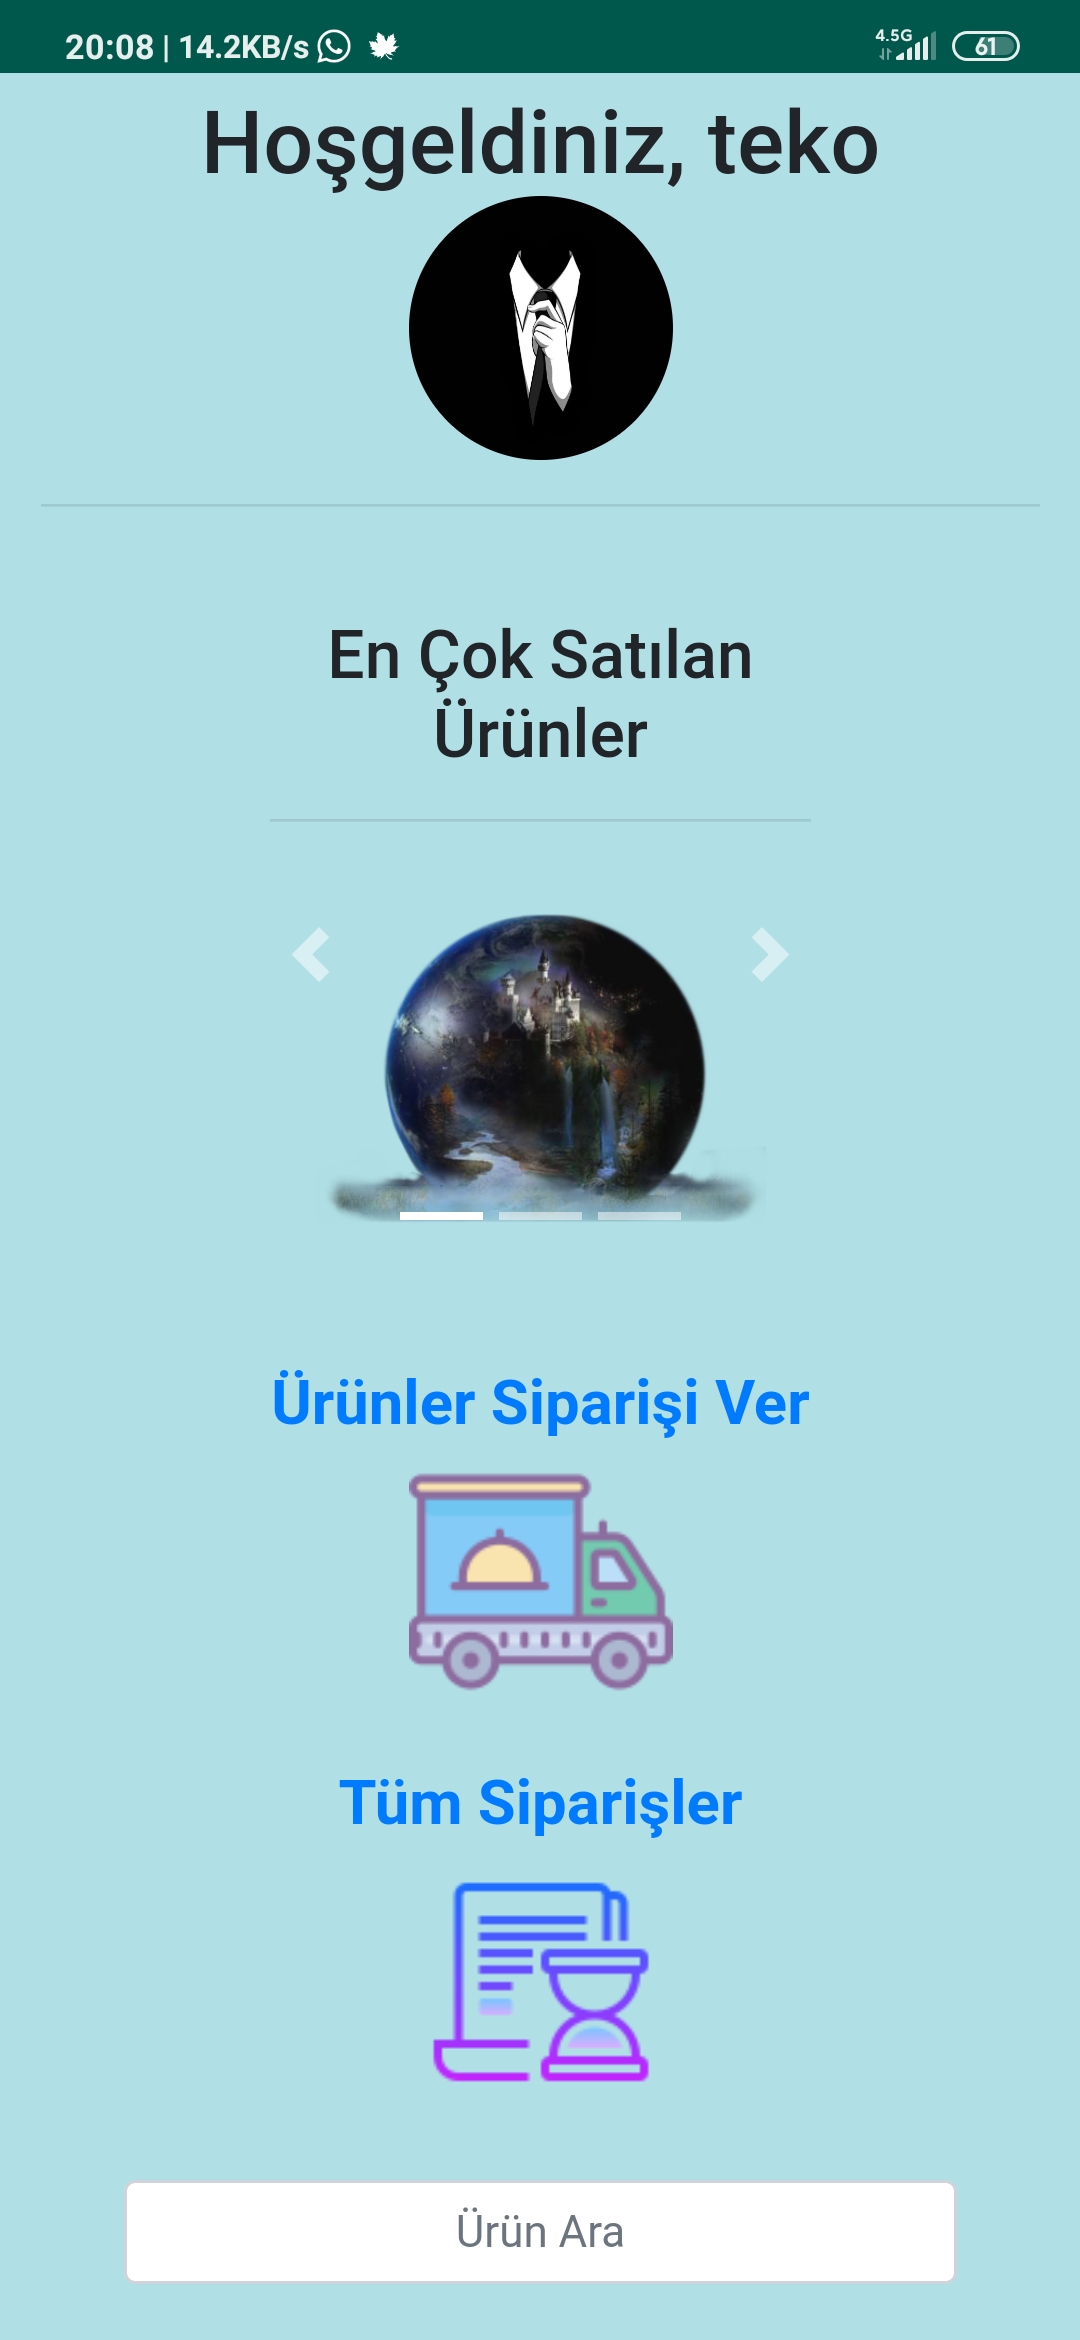 20:08 | 14.2KB/s 4.5G 61
Hoşgeldiniz, teko
En Çok Satılan
Ürünler
Ürünler Siparişi Ver
Tüm Siparişler
Ürün Ara